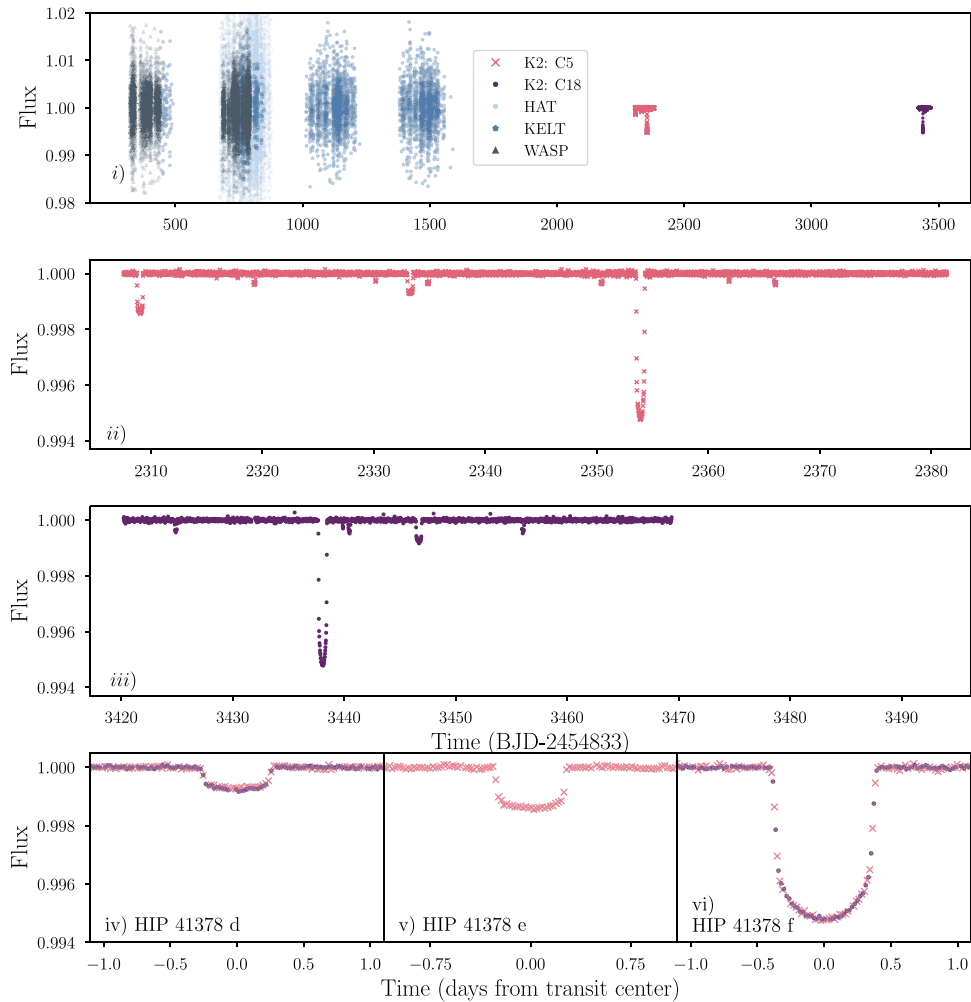 1.02
1.01
1.00
0.99
0.98
Flux
i)
K2: C5
K2: C18
HAT
KELT
WASP
500 1000 1500 2000 2500 3000 3500
1.000
0.998
0.996
0.994
Flux
ii)
2310 2320 2330 2340 2350 2360 2370 2380
1.000
0.998
0.996
0.994
Flux
iii)
3420 3430 3440 3450 3460 3470 3480 3490
Time (BJD-2454833)
1.000
0.998
0.996
0.994
Flux
iv) HIP 41378 d
v) HIP 41378 e
vi)
HIP 41378 f
−1.0 −0.5 0.0 0.5 1.0 −0.75 0.00 0.75 −1.0 −0.5 0.0 0.5 1.0
Time (days from transit center)